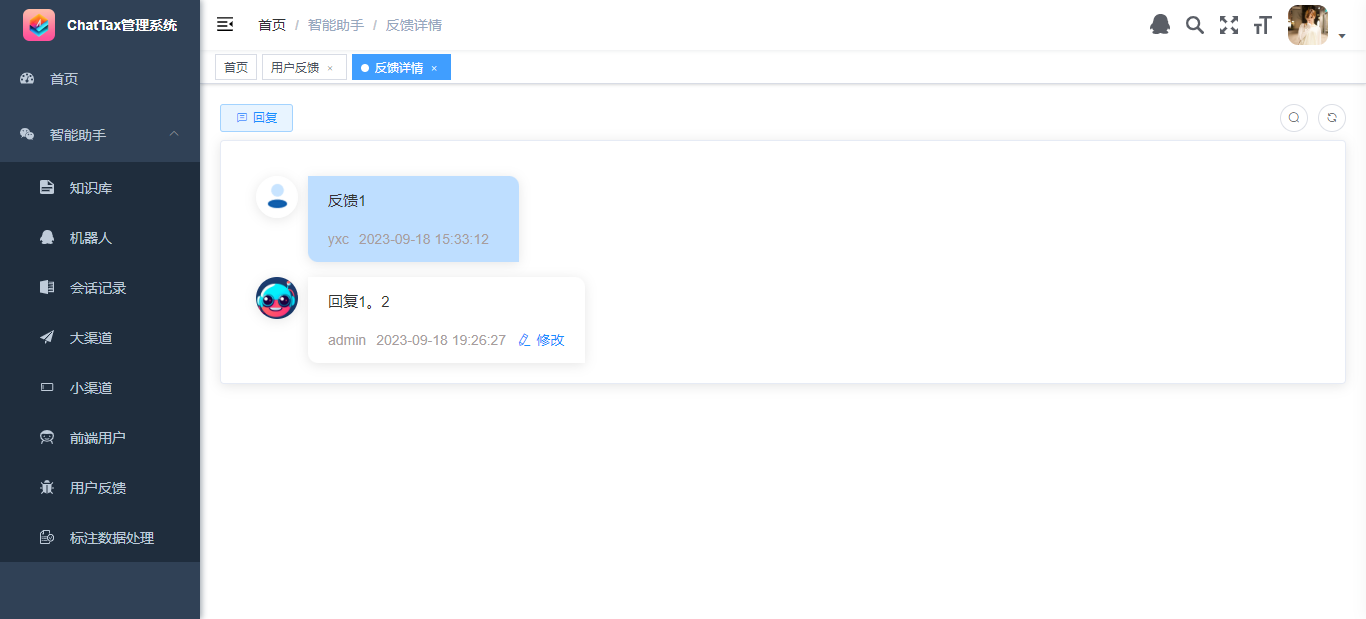 ChatTax管理系统
首页
智能助手
知识库
机器人
会话记录
大渠道
小渠道
前端用户
用户反馈
标注数据处理
首页 / 智能助手 / 反馈详情
首页 用户反馈 × 反馈详情 ×
回复
反馈1
yxc 2023-09-18 15:33:12
回复1。2
admin 2023-09-18 19:26:27 修改